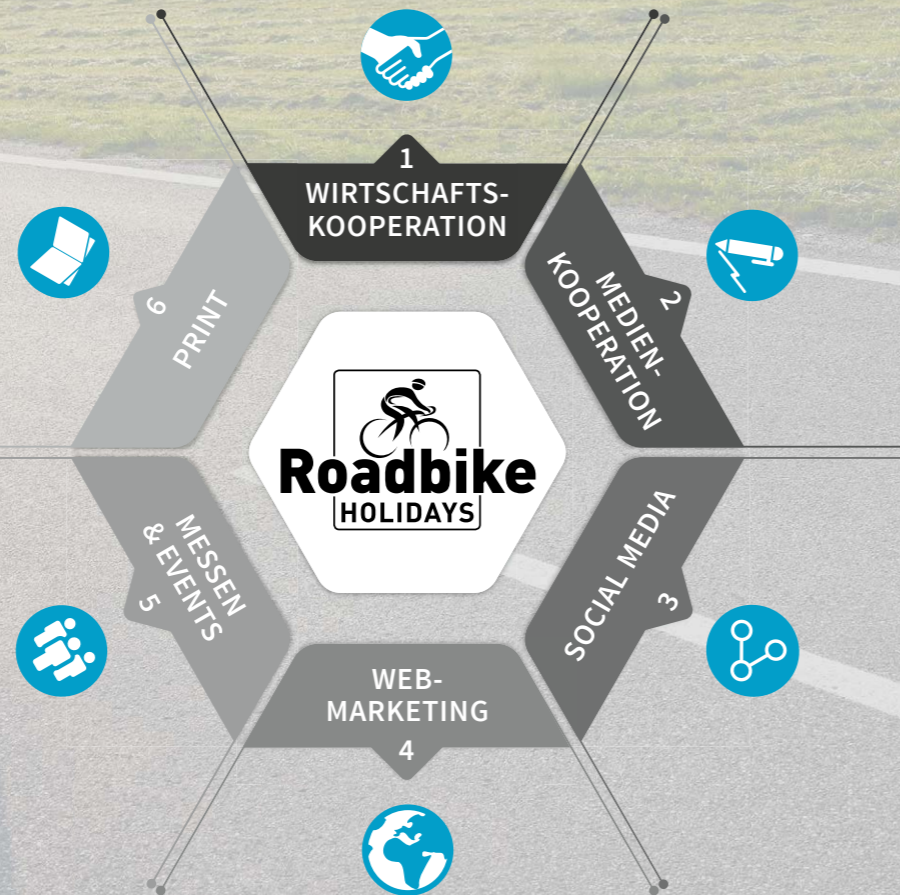 1
WIRTSCHAFTS-
KOOPERATION
2
MEDIEN-
KOOPERATION
3
SOCIAL MEDIA
WEB-
MARKETING
4
MESSEN
& EVENTS
5
6
PRINT
Roadbike
HOLIDAYS